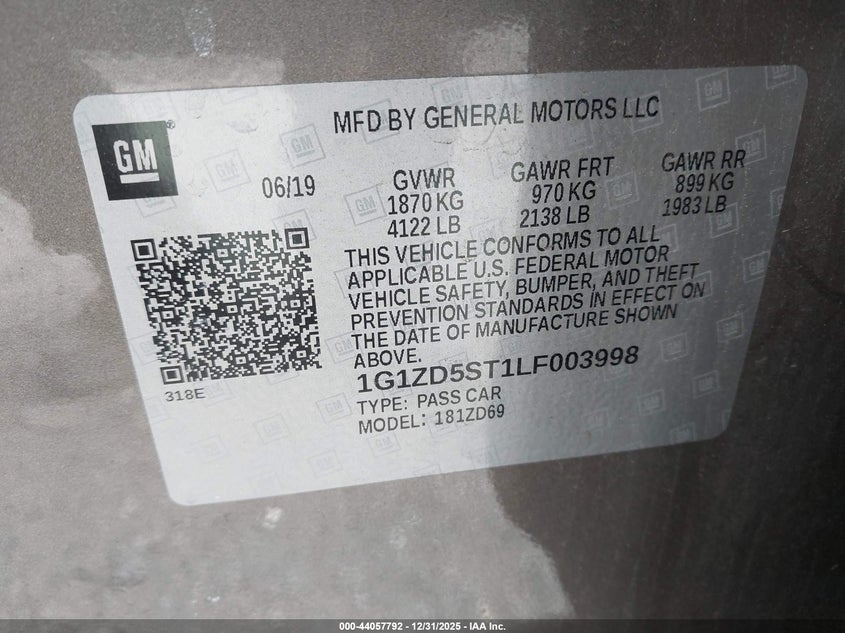 MFD BY GENERAL MOTORS LLC
GM
06/19
GVWR
1870 KG
4122 LB
GAWR FRT
970 KG
2138 LB
GAWR RR
899 KG
1983 LB
THIS VEHICLE CONFORMS TO ALL
APPLICABLE U.S. FEDERAL MOTOR
VEHICLE SAFETY, BUMPER, AND THEFT
PREVENTION STANDARDS IN EFFECT ON
THE DATE OF MANUFACTURE SHOWN
ABOVE.
318E
1G1ZD5ST1LF003998
TYPE: PASS CAR
MODEL: 181ZD69
000-44057792 - 12/31/2025 - IAA Inc.